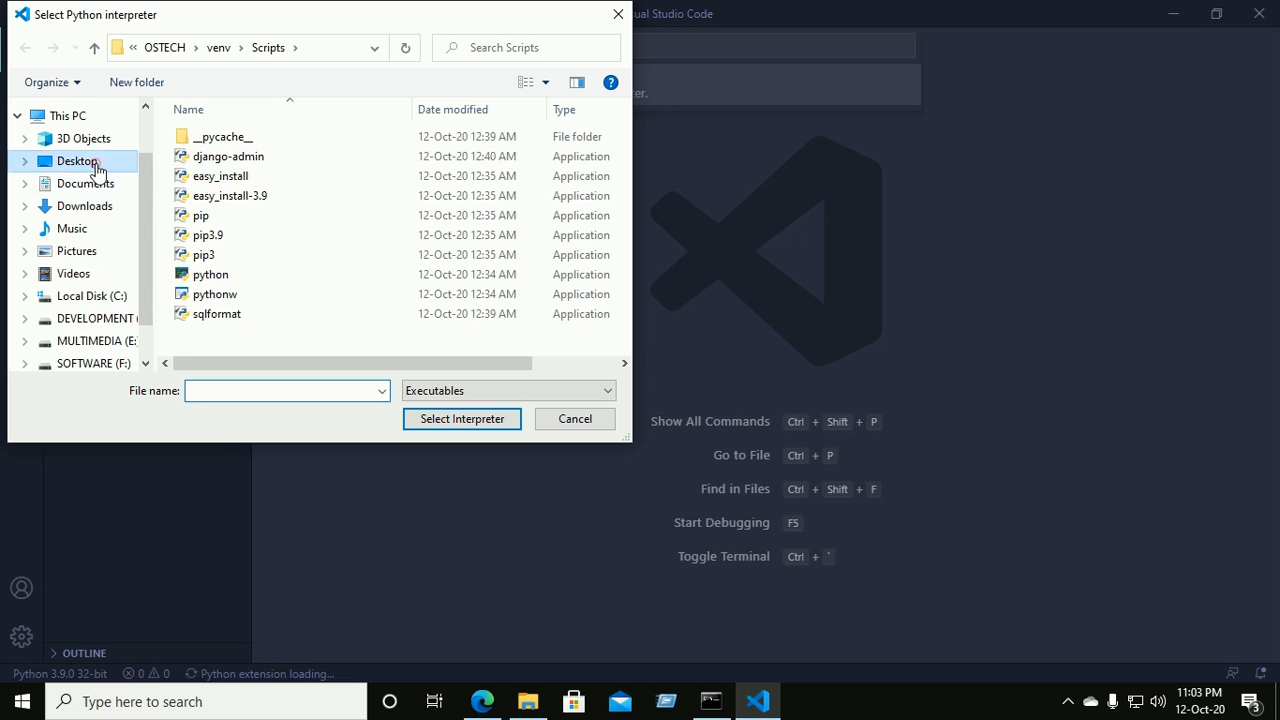 Select Python interpreter
ual Studio Code
« OSTECH › venv › Scripts ›
Search Scripts
Organize
New folder
er.
Name
Date modified
Type
This PC
3D Objects
Desktop
Documents
Downloads
Music
Pictures
Videos
Local Disk (C:)
DEVELOPMENT (
MULTIMEDIA (E:
SOFTWARE (F:)
__pycache__ 12-Oct-20 12:39 AM File folder
django-admin 12-Oct-20 12:40 AM Application
easy_install 12-Oct-20 12:35 AM Application
easy_install-3.9 12-Oct-20 12:35 AM Application
pip 12-Oct-20 12:35 AM Application
pip3.9 12-Oct-20 12:35 AM Application
pip3 12-Oct-20 12:35 AM Application
python 12-Oct-20 12:34 AM Application
pythonw 12-Oct-20 12:34 AM Application
sqlformat 12-Oct-20 12:39 AM Application
File name:
Executables
Select Interpreter
Cancel
Show All Commands Ctrl + Shift + P
Go to File Ctrl + P
Find in Files Ctrl + Shift + F
Start Debugging F5
Toggle Terminal Ctrl + `
OUTLINE
Python 3.9.0 32-bit
0
0
Python extension loading...
Type here to search
11:03 PM
12-Oct-20
3